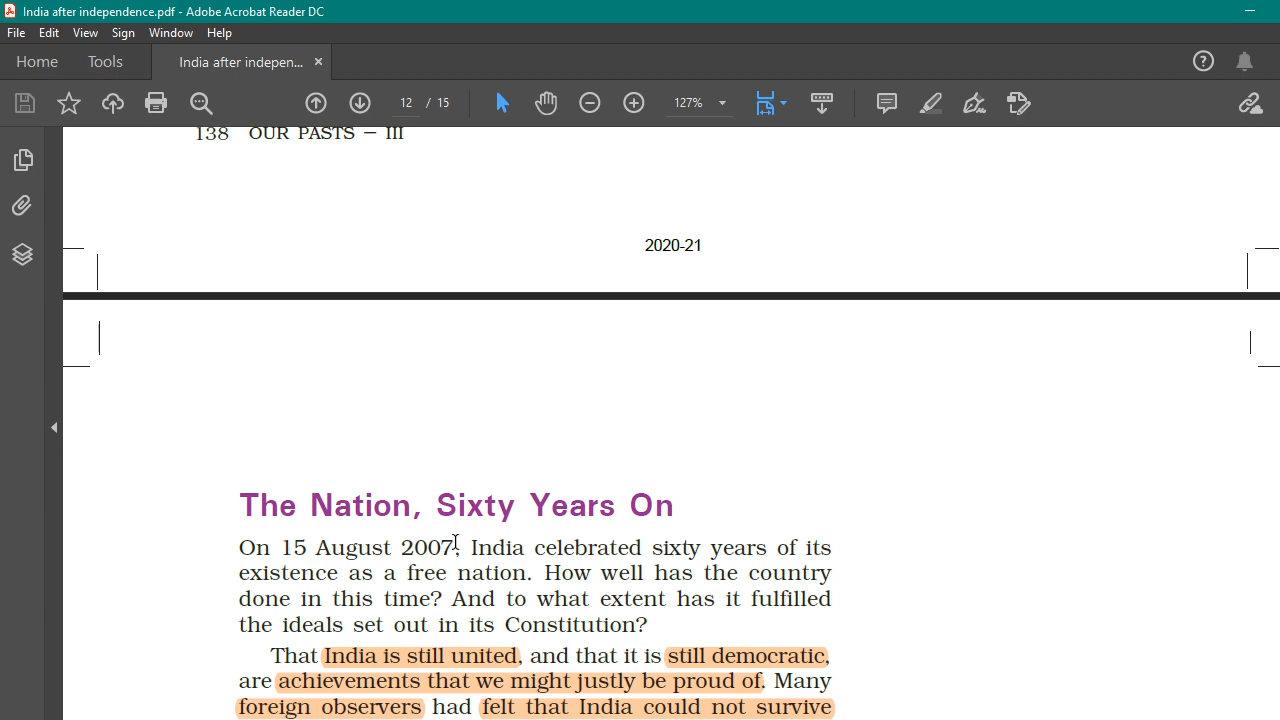 India after independence.pdf - Adobe Acrobat Reader DC
File Edit View Sign Window Help
Home Tools India after indepen... ×
12 / 15 127%
138 OUR PASTS – III
2020-21
The Nation, Sixty Years On
On 15 August 2007, India celebrated sixty years of its
existence as a free nation. How well has the country
done in this time? And to what extent has it fulfilled
the ideals set out in its Constitution?
That India is still united, and that it is still democratic,
are achievements that we might justly be proud of. Many
foreign observers had felt that India could not survive